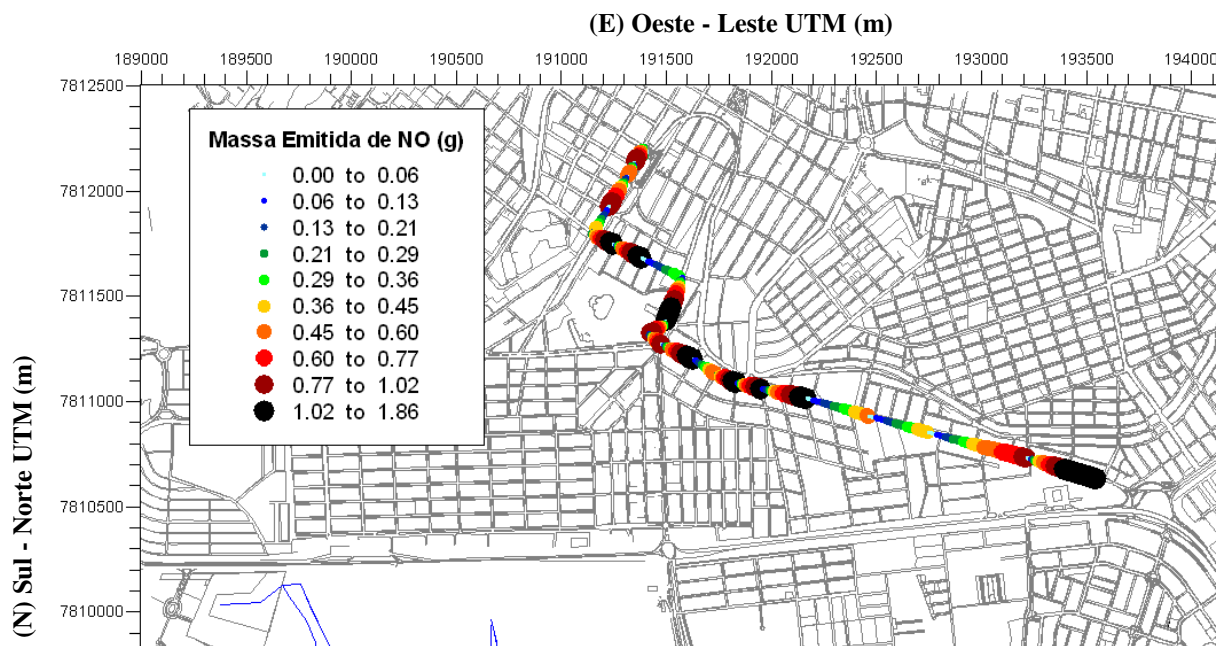 (E) Oeste - Leste UTM (m)
189000 189500 190000 190500 191000 191500 192000 192500 193000 193500 194000
7812500
Massa Emitida de NO (g)
0.00 to 0.06
7812000
0.06 to 0.13
0.13 to 0.21
0.21 to 0.29
0.29 to 0.36
7811500
0.36 to 0.45
0.45 to 0.60
0.60 to 0.77
0.77 to 1.02
7811000
1.02 to 1.86
7810500
7810000
(N) Sul - Norte UTM (m)